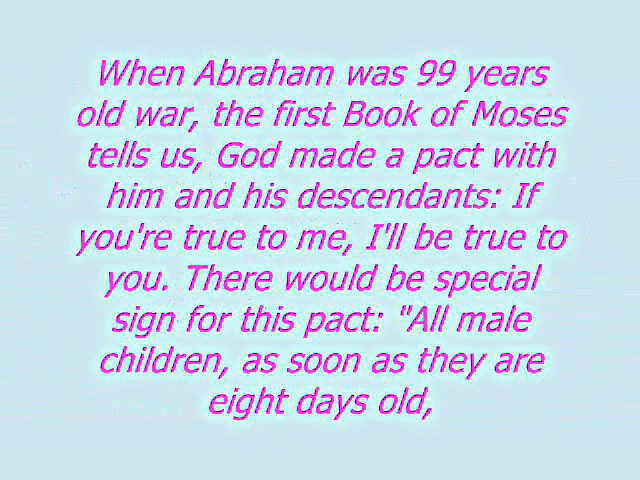 When Abraham was 99 years
old war, the first Book of Moses
tells us, God made a pact with
him and his descendants: If
you're true to me, I'll be true to
you. There would be special
sign for this pact: "All male
children, as soon as they are
eight days old,